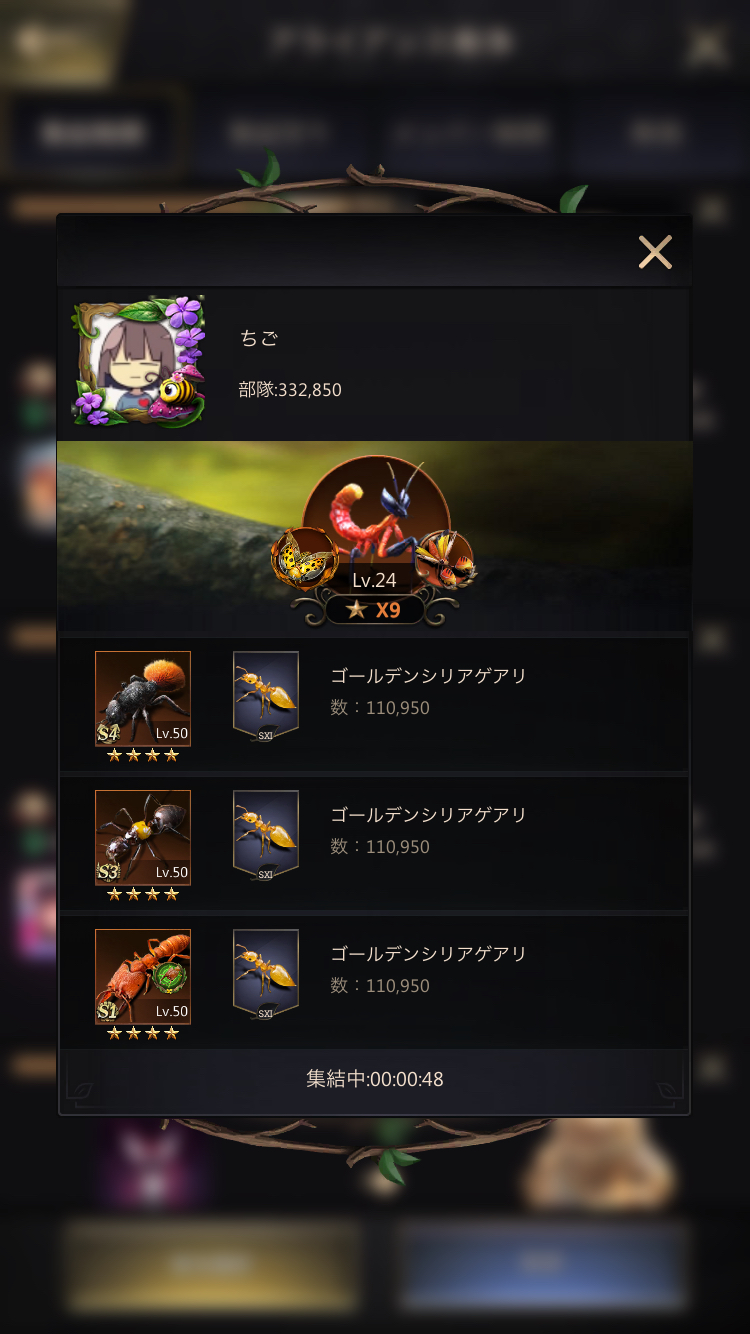 ちご
部隊:332,850
Lv.24
X9
S4
Lv.50
SXI
ゴールデンシリアゲアリ
数：110,950
S3
Lv.50
SXI
ゴールデンシリアゲアリ
数：110,950
S1
Lv.50
SXI
ゴールデンシリアゲアリ
数：110,950
集結中:00:00:48